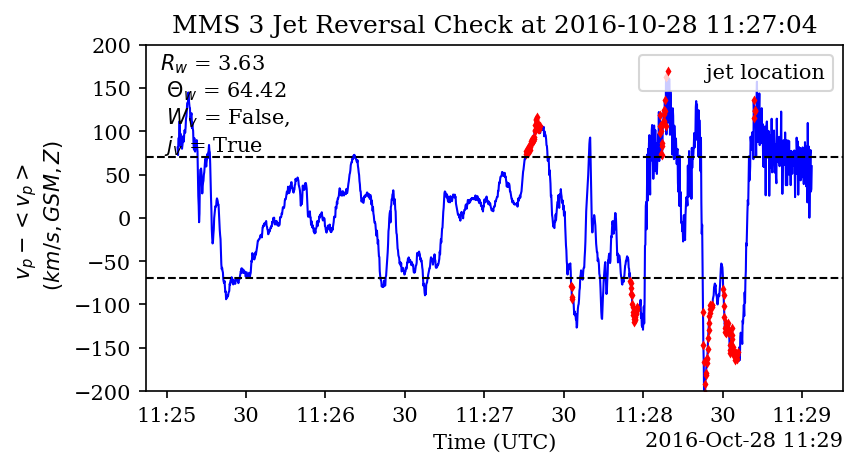 MMS 3 Jet Reversal Check at 2016-10-28 11:27:04
R_w = 3.63
Θ_w = 64.42
W_v = False,
j_v = True
jet location
v_p − < v_p >
(km/s, GSM, Z)
200
150
100
50
0
−50
−100
−150
−200
11:25 30 11:26 30 11:27 30 11:28 30 11:29
Time (UTC)
2016-Oct-28 11:29